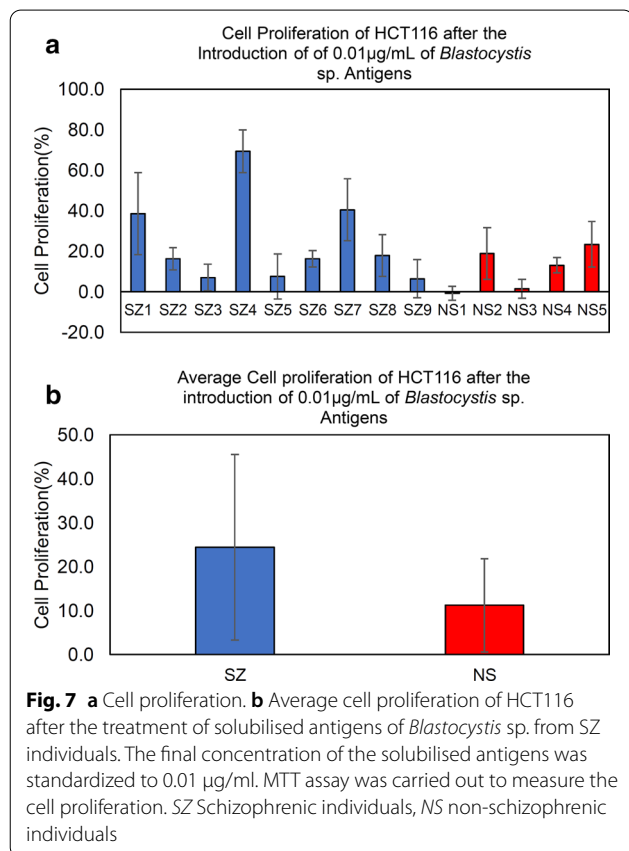 a
Cell Proliferation of HCT116 after the
Introduction of of 0.01µg/mL of Blastocystis
sp. Antigens
Cell Proliferation(%)
100.0
80.0
60.0
40.0
20.0
0.0
-20.0
SZ1 SZ2 SZ3 SZ4 SZ5 SZ6 SZ7 SZ8 SZ9 NS1 NS2 NS3 NS4 NS5
b
Average Cell proliferation of HCT116 after the
introduction of 0.01µg/mL of Blastocystis sp.
Antigens
Cell Proliferation(%)
50.0
40.0
30.0
20.0
10.0
0.0
SZ NS
Fig. 7 a Cell proliferation. b Average cell proliferation of HCT116
after the treatment of solubilised antigens of Blastocystis sp. from SZ
individuals. The final concentration of the solubilised antigens was
standardized to 0.01 µg/ml. MTT assay was carried out to measure the
cell proliferation. SZ Schizophrenic individuals, NS non-schizophrenic
individuals